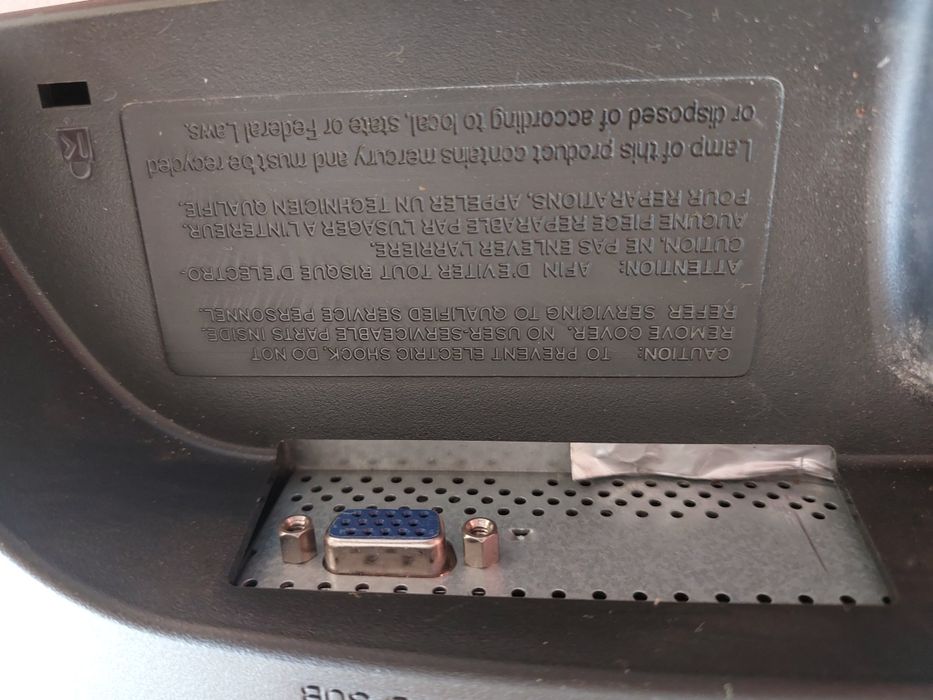 CAUTION: TO PREVENT ELECTRIC SHOCK, DO NOT
REMOVE COVER. NO USER-SERVICEABLE PARTS INSIDE.
REFER SERVICING TO QUALIFIED SERVICE PERSONNEL.
ATTENTION: AFIN D'EVITER TOUT RISQUE D'ELECTRO-
CUTION, NE PAS ENLEVER L'ARRIERE.
AUCUNE PIECE REPARABLE PAR L'USAGER A L'INTERIEUR.
POUR REPARATIONS, APPELER UN TECHNICIEN QUALIFIE.
Lamp of this product contains mercury and must be recycled
or disposed of according to local, state or Federal Laws.